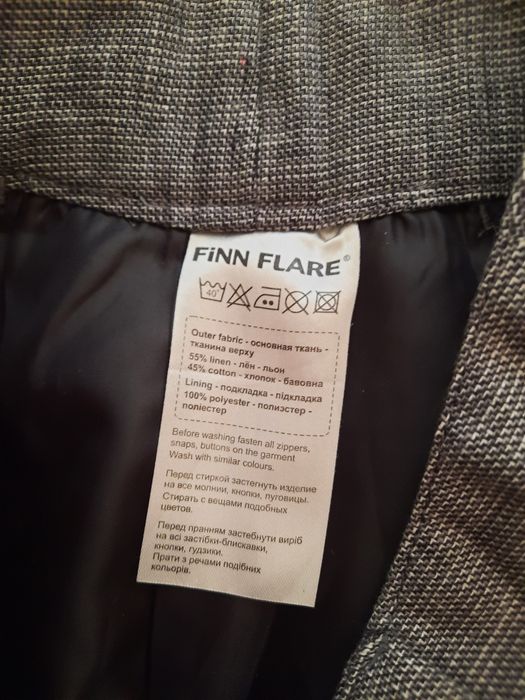 FiNN FLARE®
40°
Outer fabric - основная ткань -
тканина верху
55% linen - лён - льон
45% cotton - хлопок - бавовна
Lining - подкладка - підкладка
100% polyester - полиэстер -
поліестер
Before washing fasten all zippers,
snaps, buttons on the garment
Wash with similar colours.
Перед стиркой застегнуть изделие
на все молнии, кнопки, пуговицы.
Стирать с вещами подобных
цветов.
Перед пранням застебнути виріб
на всі застібки-блискавки,
кнопки, гудзики.
Прати з речами подібних
кольорів.